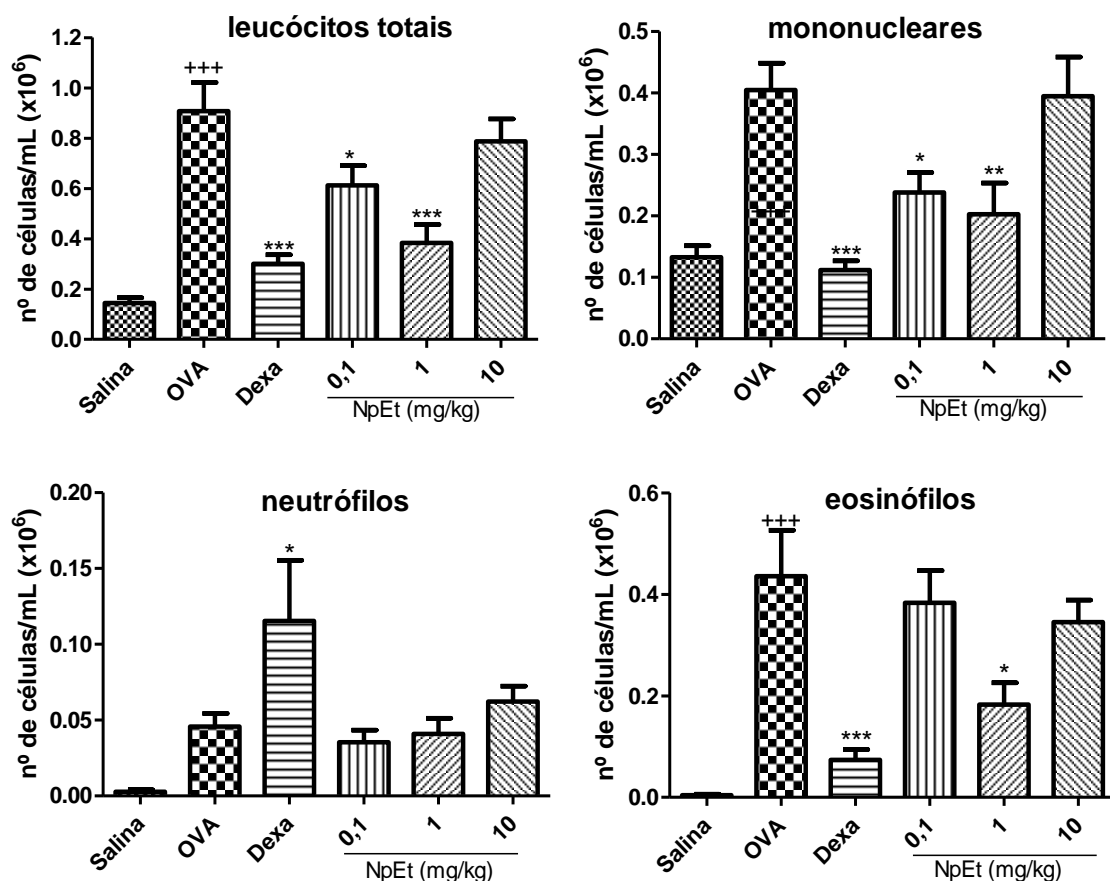 leucócitos totais
nº de células/mL (x10⁶)
1.2
1.0
0.8
0.6
0.4
0.2
0.0
+++
***
*
***
Salina OVA Dexa 0,1 1 10
NpEt (mg/kg)
mononucleares
nº de células/mL (x10⁶)
0.5
0.4
0.3
0.2
0.1
0.0
+++
***
*
**
Salina OVA Dexa 0,1 1 10
NpEt (mg/kg)
neutrófilos
nº de células/mL (x10⁶)
0.20
0.15
0.10
0.05
0.00
*
Salina OVA Dexa 0,1 1 10
NpEt (mg/kg)
eosinófilos
nº de células/mL (x10⁶)
0.6
0.4
0.2
0.0
+++
***
*
Salina OVA Dexa 0,1 1 10
NpEt (mg/kg)